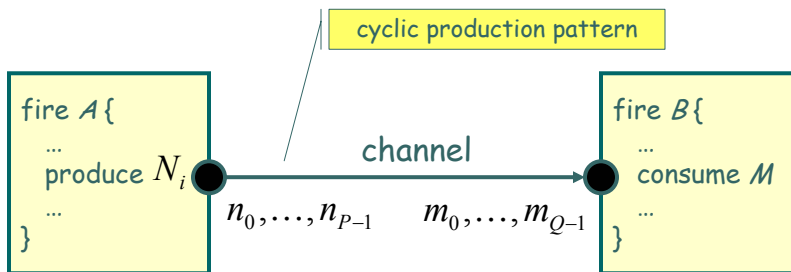 cyclic production pattern
fire A {
...
produce N_i
...
}
channel
n_0,…,n_{P−1}
m_0,…,m_{Q−1}
fire B {
...
consume M
...
}